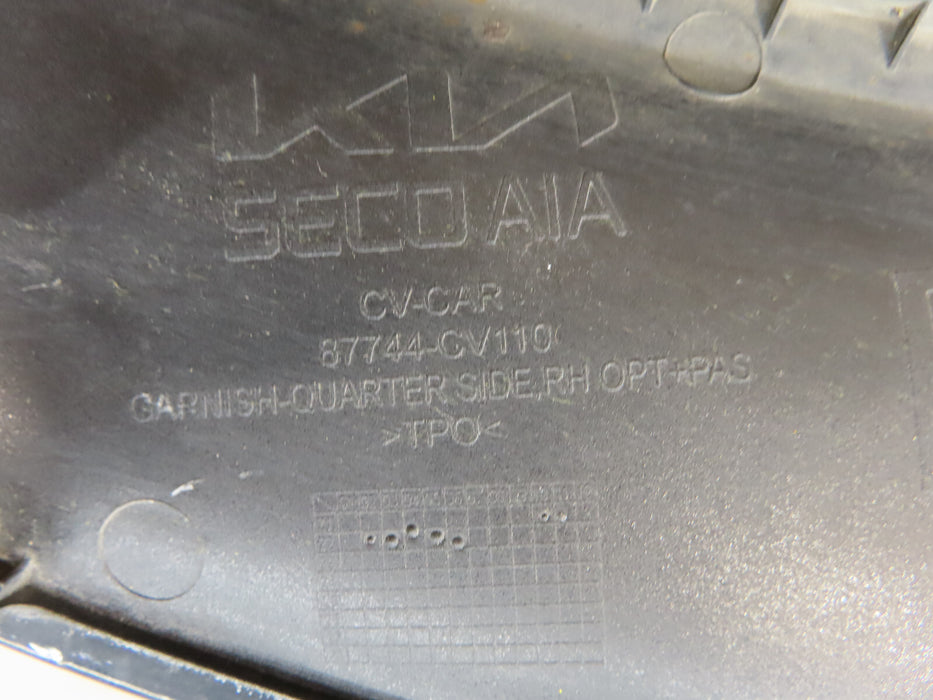 KIA
SECO AIA
CV-CAR
87744-CV110
GARNISH-QUARTER SIDE,RH OPT+PAS
>TPO<